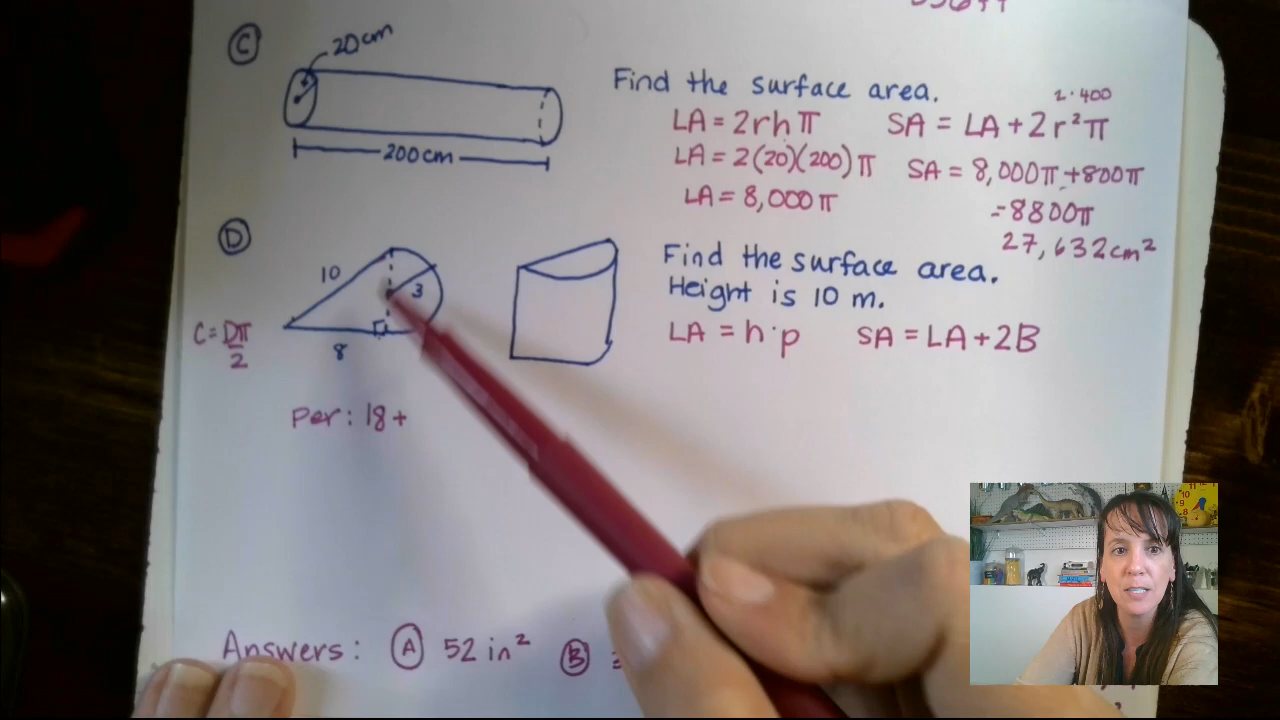 C
20cm
200cm
Find the surface area.
LA = 2rhπ
LA = 2(20)(200)π
LA = 8,000π
2·400
SA = LA + 2r²π
SA = 8,000π + 800π
= 8800π
27,632cm²
D
10
3
8
C = Dπ
2
Per: 18 +
Find the surface area.
Height is 10 m.
LA = h·p
SA = LA + 2B
Answers: A 52 in² B